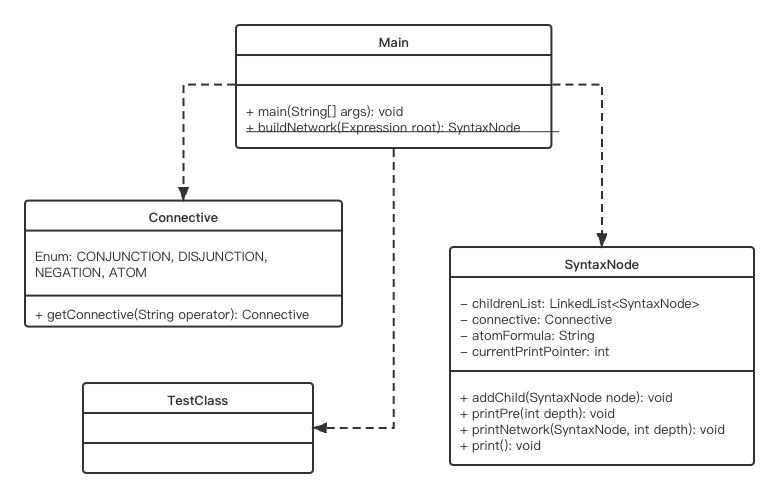 Main
+ main(String[] args): void
+ buildNetwork(Expression root): SyntaxNode
Connective
Enum: CONJUNCTION, DISJUNCTION,
NEGATION, ATOM
+ getConnective(String operator): Connective
SyntaxNode
– childrenList: LinkedList<SyntaxNode>
– connective: Connective
– atomFormula: String
– currentPrintPointer: int
+ addChild(SyntaxNode node): void
+ printPre(int depth): void
+ printNetwork(SyntaxNode, int depth): void
+ print(): void
TestClass